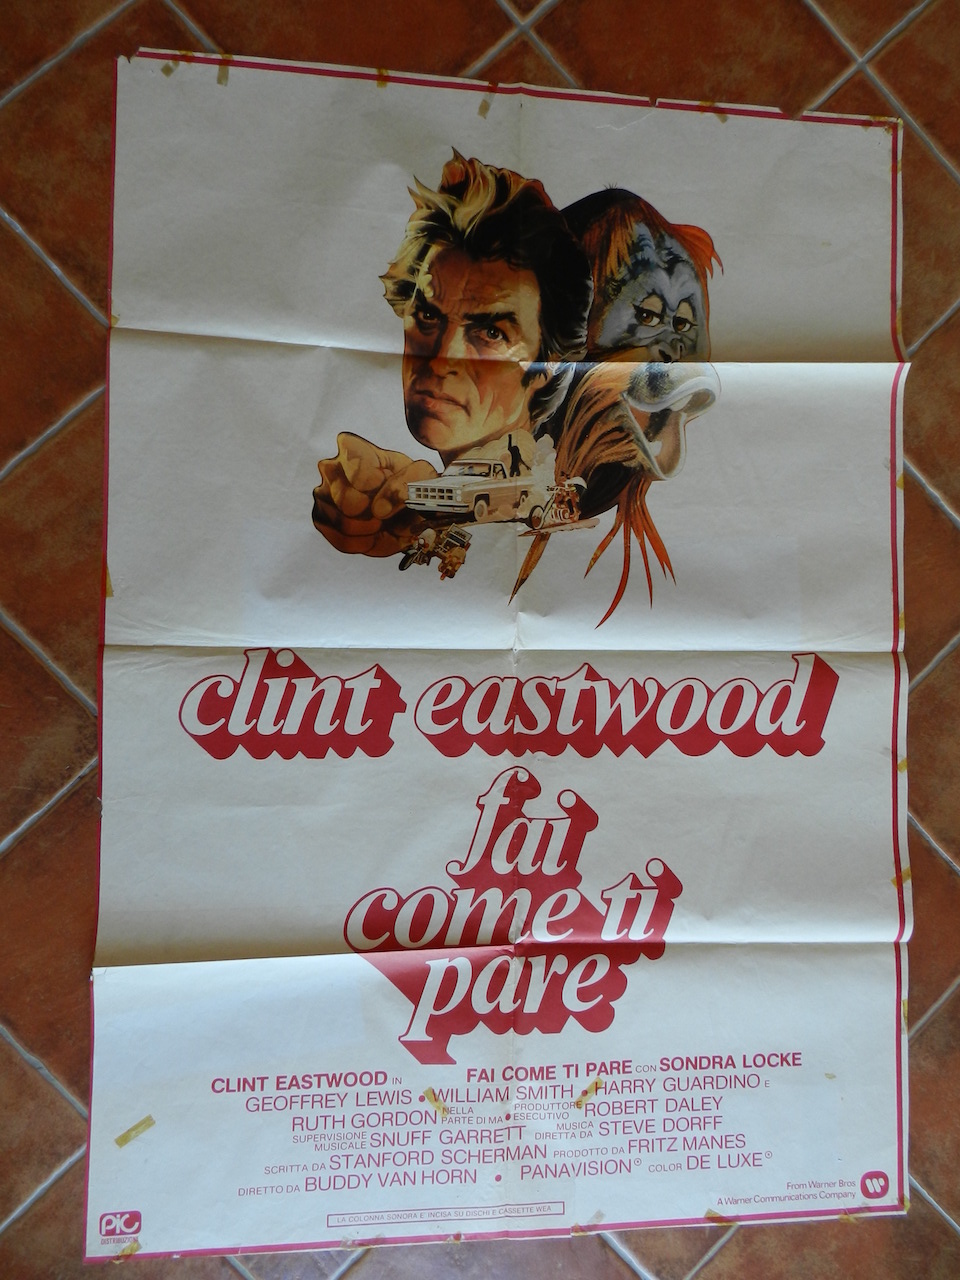 clint eastwood
fai
come ti
pare
CLINT EASTWOOD IN FAI COME TI PARE CON SONDRA LOCKE
GEOFFREY LEWIS • WILLIAM SMITH • HARRY GUARDINO E
RUTH GORDON NELLA PARTE DI MA • PRODUTTORE ESECUTIVO ROBERT DALEY
SUPERVISIONE MUSICALE SNUFF GARRETT MUSICA DIRETTA DA STEVE DORFF
SCRITTA DA STANFORD SCHERMAN PRODOTTO DA FRITZ MANES
DIRETTO DA BUDDY VAN HORN • PANAVISION® COLOR DE LUXE®
From Warner Bros
A Warner Communications Company
LA COLONNA SONORA E' INCISA SU DISCHI E CASSETTE WEA
PIC
DISTRIBUZIONE